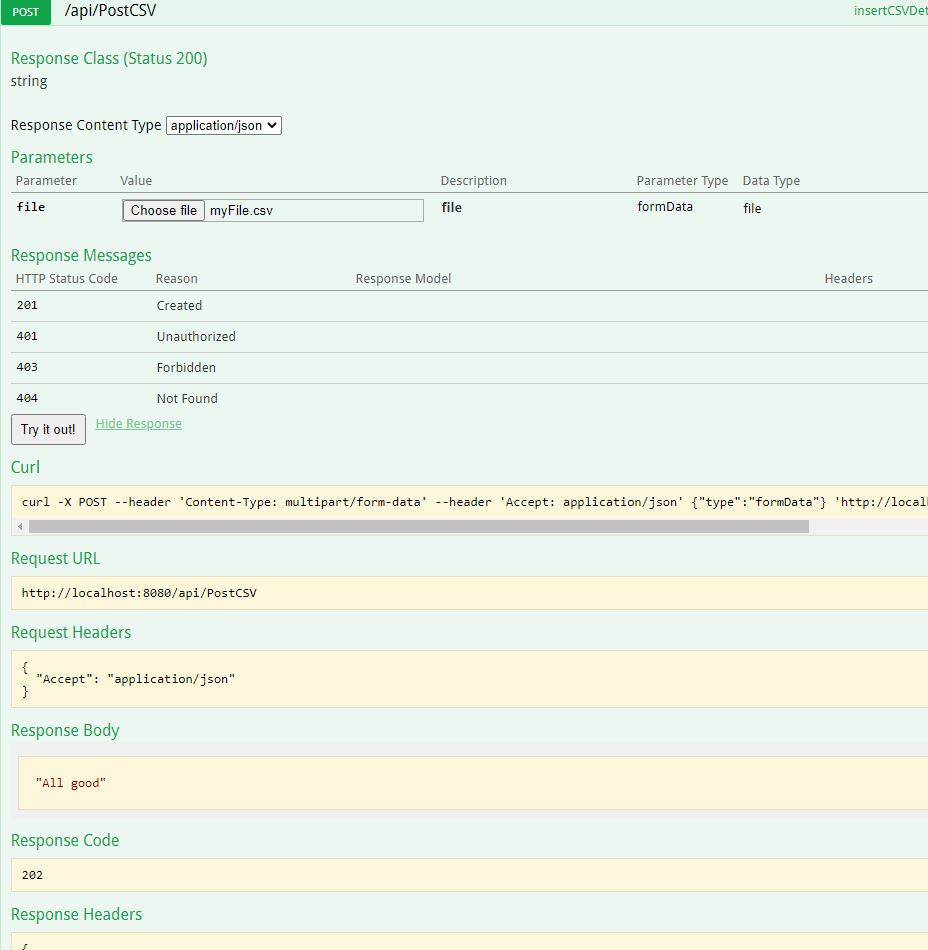 POST /api/PostCSV insertCSVDet
Response Class (Status 200)
string
Response Content Type application/json
Parameters
Parameter Value Description Parameter Type Data Type
file Choose file myFile.csv file formData file
Response Messages
HTTP Status Code Reason Response Model Headers
201 Created
401 Unauthorized
403 Forbidden
404 Not Found
Try it out! Hide Response
Curl
curl -X POST --header 'Content-Type: multipart/form-data' --header 'Accept: application/json' {"type":"formData"} 'http://local
Request URL
http://localhost:8080/api/PostCSV
Request Headers
{
"Accept": "application/json"
}
Response Body
"All good"
Response Code
202
Response Headers
{